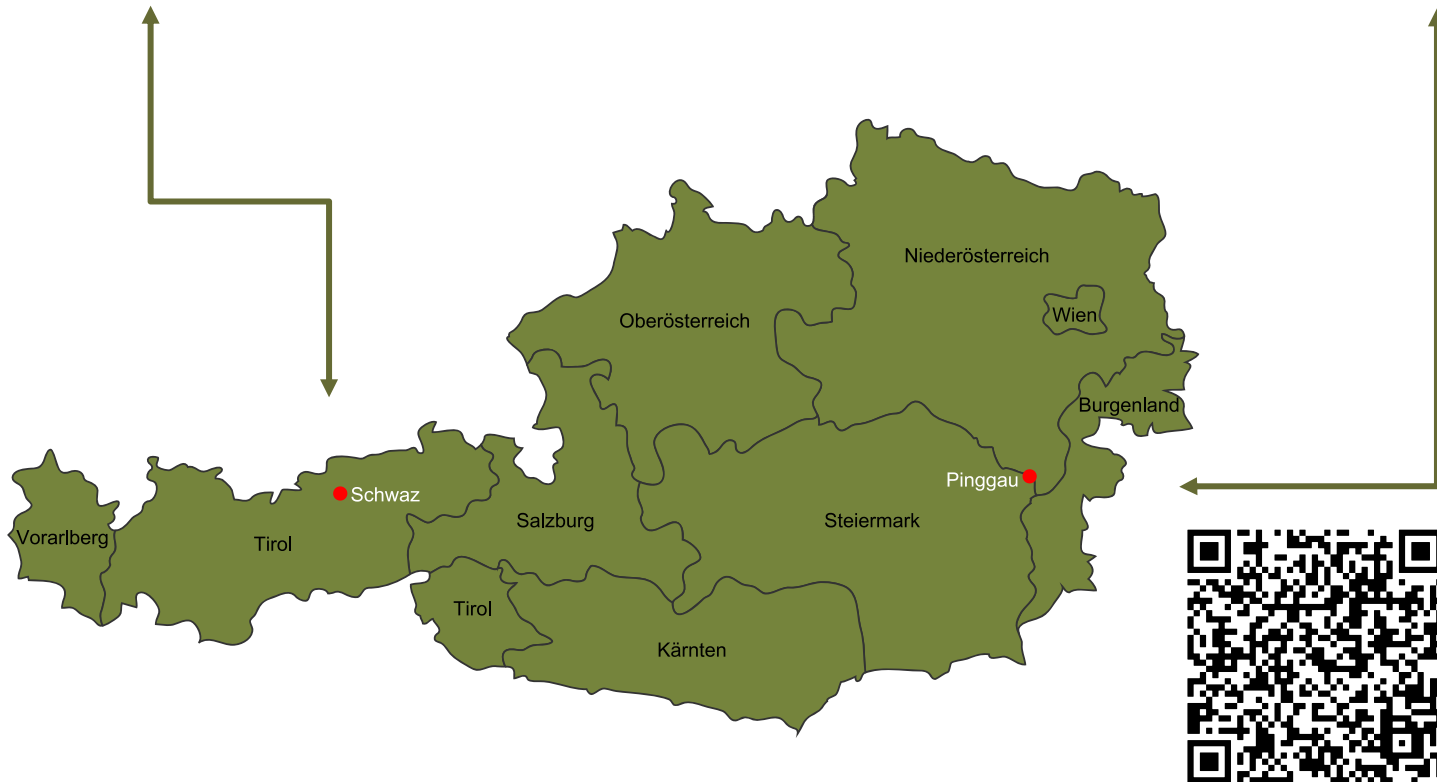 Niederösterreich
Wien
Oberösterreich
Burgenland
Pinggau
Schwaz
Steiermark
Salzburg
Vorarlberg
Tirol
Tirol
Kärnten